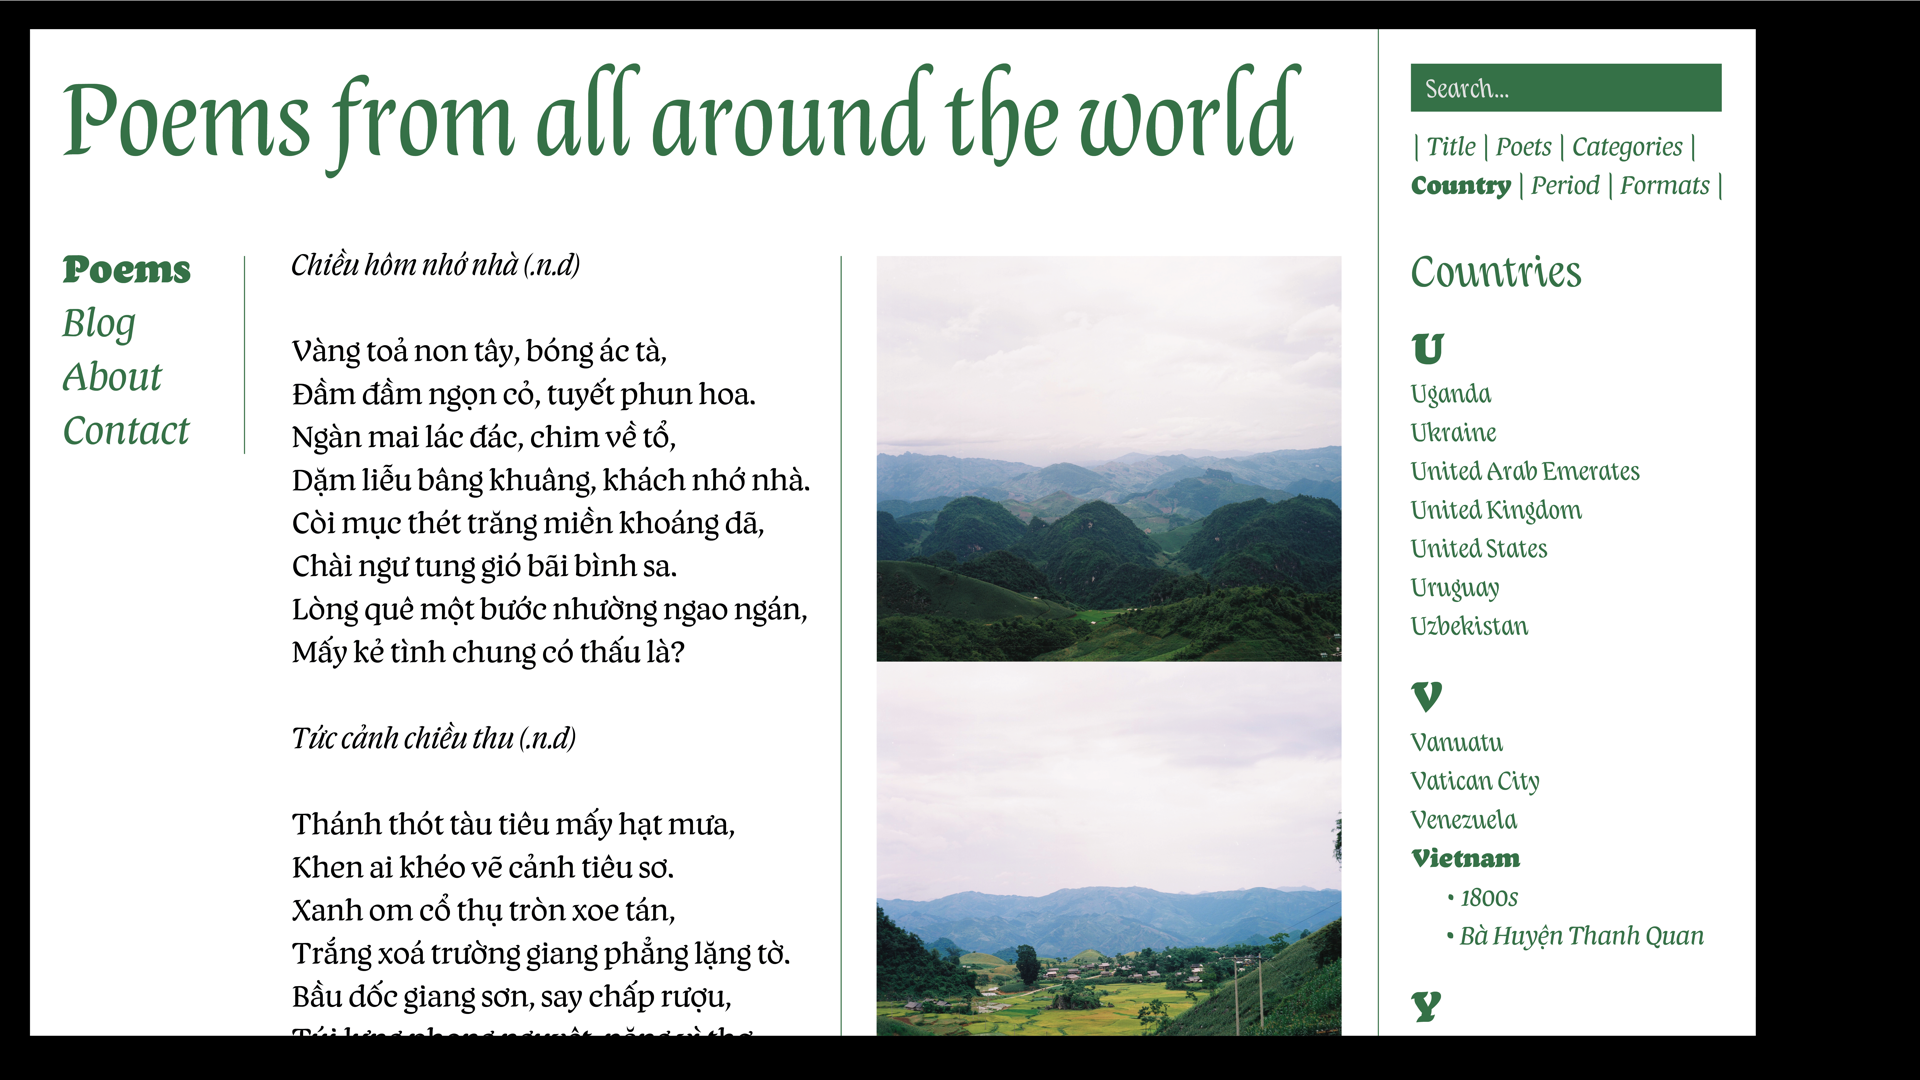 Poems from all around the world
Poems
Blog
About
Contact
Chiều hôm nhớ nhà (.n.d)
Vàng toả non tây, bóng ác tà,
Đầm đầm ngọn cỏ, tuyết phun hoa.
Ngàn mai lác đác, chim về tổ,
Dặm liễu bâng khuâng, khách nhớ nhà.
Còi mục thét trăng miền khoáng dã,
Chài ngư tung gió bãi bình sa.
Lòng quê một bước nhường ngao ngán,
Mấy kẻ tình chung có thấu là?
Tức cảnh chiều thu (.n.d)
Thánh thót tàu tiêu mấy hạt mưa,
Khen ai khéo vẽ cảnh tiêu sơ.
Xanh om cổ thụ tròn xoe tán,
Trắng xoá trường giang phẳng lặng tờ.
Bầu dốc giang sơn, say chấp rượu,
Search...
| Title | Poets | Categories |
Country | Period | Formats |
Countries
U
Uganda
Ukraine
United Arab Emerates
United Kingdom
United States
Uruguay
Uzbekistan
V
Vanuatu
Vatican City
Venezuela
Vietnam
• 1800s
• Bà Huyện Thanh Quan
Y